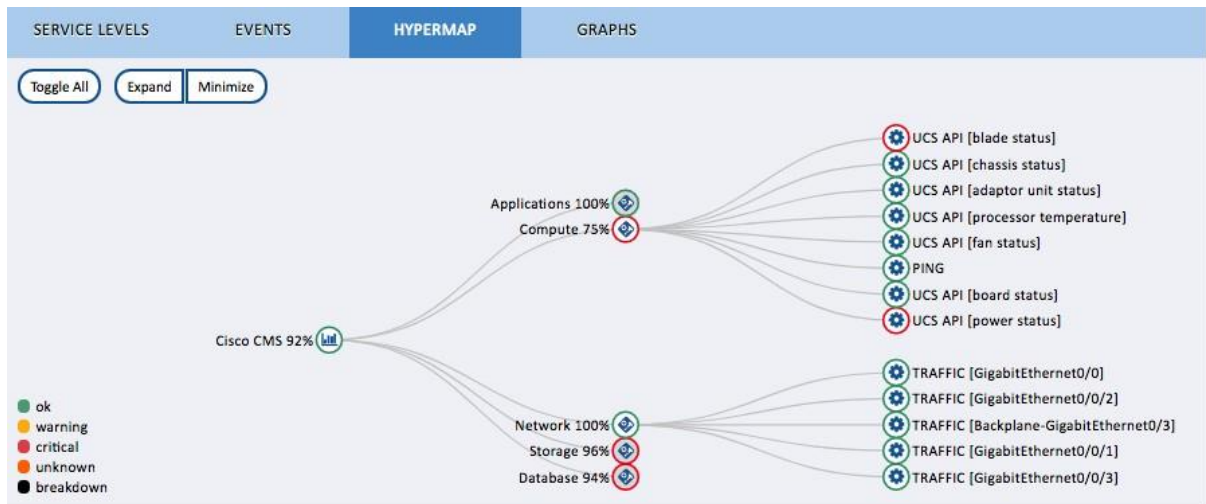 SERVICE LEVELS EVENTS HYPERMAP GRAPHS
Toggle All Expand Minimize
UCS API [blade status]
UCS API [chassis status]
UCS API [adaptor unit status]
Applications 100%
UCS API [processor temperature]
Compute 75%
UCS API [fan status]
PING
UCS API [board status]
UCS API [power status]
Cisco CMS 92%
TRAFFIC [GigabitEthernet0/0]
TRAFFIC [GigabitEthernet0/0/2]
Network 100%
TRAFFIC [Backplane-GigabitEthernet0/3]
Storage 96%
TRAFFIC [GigabitEthernet0/0/1]
Database 94%
TRAFFIC [GigabitEthernet0/0/3]
ok
warning
critical
unknown
breakdown